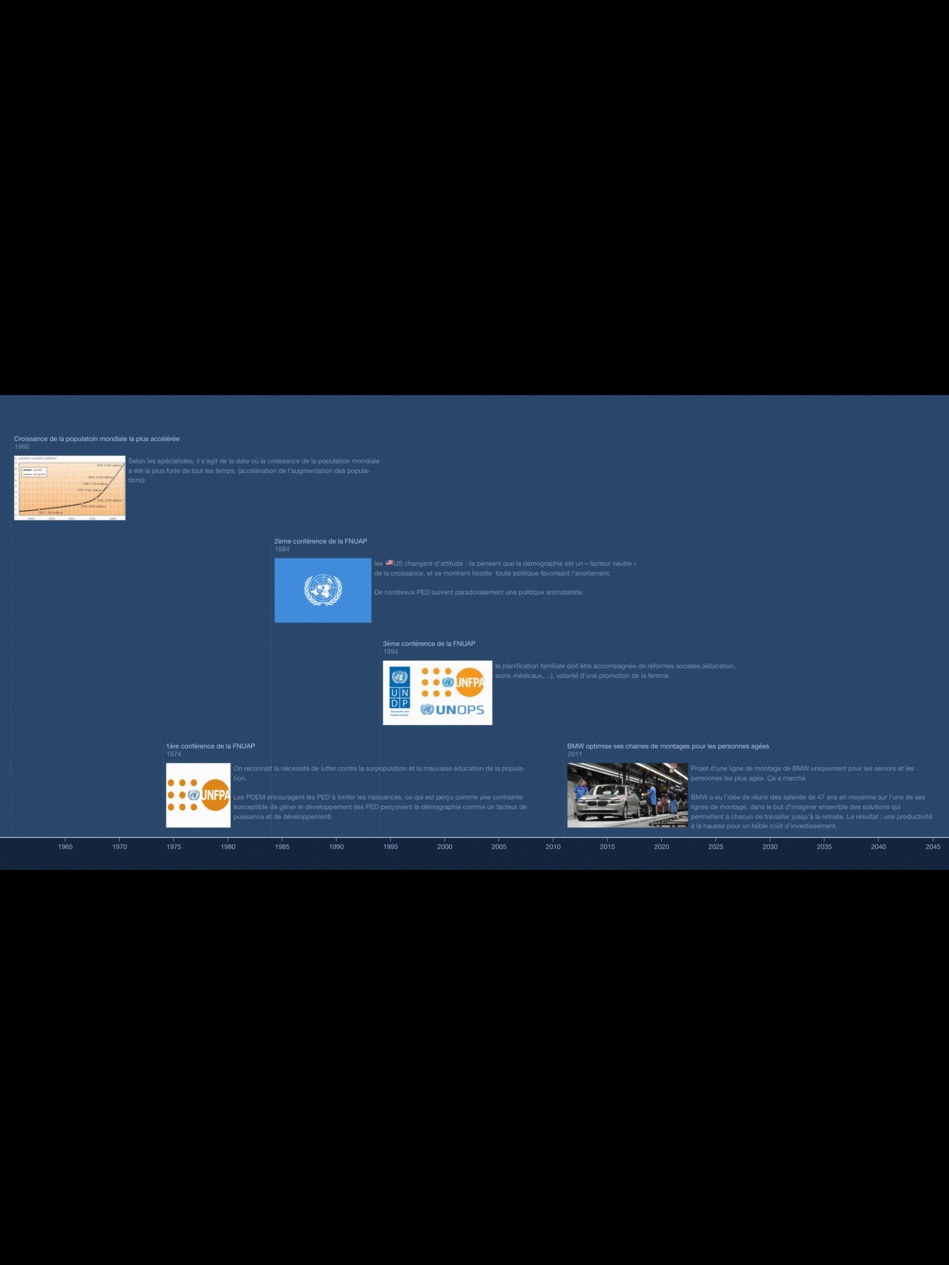 Croissance de la populatoin mondiale la plus accélérée
1960
Selon les spécialistes, il s'agit de la date où la croissance de la population mondiale
a été la plus forte de tout les temps. (accélération de l'augmentation des popula-
tions).
2ème conférence de la FNUAP
1984
les 🇺🇸US changent d'attitude : ils pensent que la démographie est un « facteur neutre »
de la croissance, et se montrent hostile toute politique favorisant l'avortement.
De nombreux PED suivent paradoxalement une politique antinataliste
3ème conférence de la FNUAP
1994
UN
DP
UNFPA
UNOPS
la planification familiale doit être accompagnée de réformes sociales (éducation,
soins médicaux,...), volonté d'une promotion de la femme
1ère conférence de la FNUAP
1974
UNFPA
On reconnait la nécessité de lutter contre la surpopulation et la mauvaise éducation de la popula-
tion,
Les PDEM encouragent les PED à limiter les naissances, ce qui est perçu comme une contrainte
susceptible de gêner le développement (les PED perçoivent la démographie comme un facteur de
puissance et de développement)
BMW optimise ses chaines de montages pour les personnes agées
2011
Projet d'une ligne de montage de BMW uniquement pour les seniors et les
personnes les plus agés. Ça a marché.
BMW a eu l'idée de réunir des salariés de 47 ans en moyenne sur l'une de ses
lignes de montage, dans le but d'imaginer ensemble des solutions qui
permettent à chacun de travailler jusqu'à la retraite. Le résultat : une productivité
à la hausse pour un faible coût d'investissement.
1965 1970 1975 1980 1985 1990 1995 2000 2005 2010 2015 2020 2025 2030 2035 2040 2045